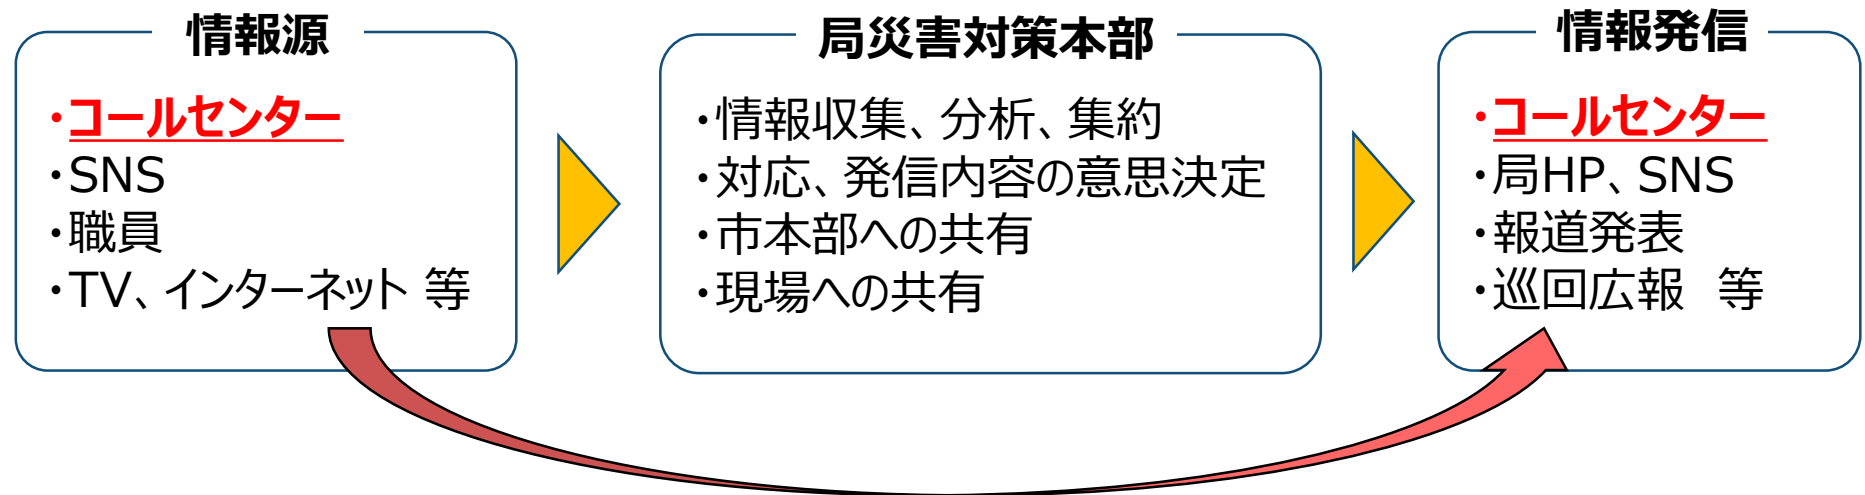 情報源
・コールセンター
・SNS
・職員
・TV、インターネット 等
局災害対策本部
・情報収集、分析、集約
・対応、発信内容の意思決定
・市本部への共有
・現場への共有
情報発信
・コールセンター
・局HP、SNS
・報道発表
・巡回広報　等